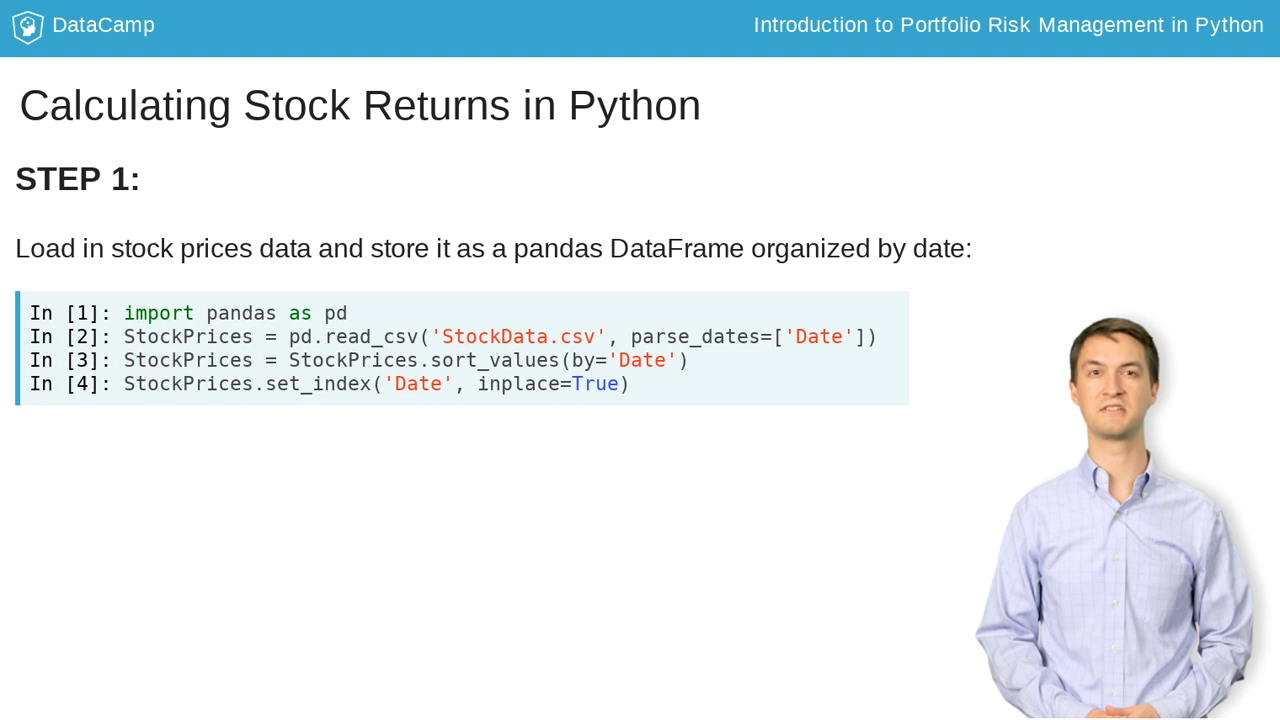 DataCamp
Introduction to Portfolio Risk Management in Python
Calculating Stock Returns in Python
STEP 1:
Load in stock prices data and store it as a pandas DataFrame organized by date:
In [1]: import pandas as pd
In [2]: StockPrices = pd.read_csv('StockData.csv', parse_dates=['Date'])
In [3]: StockPrices = StockPrices.sort_values(by='Date')
In [4]: StockPrices.set_index('Date', inplace=True)